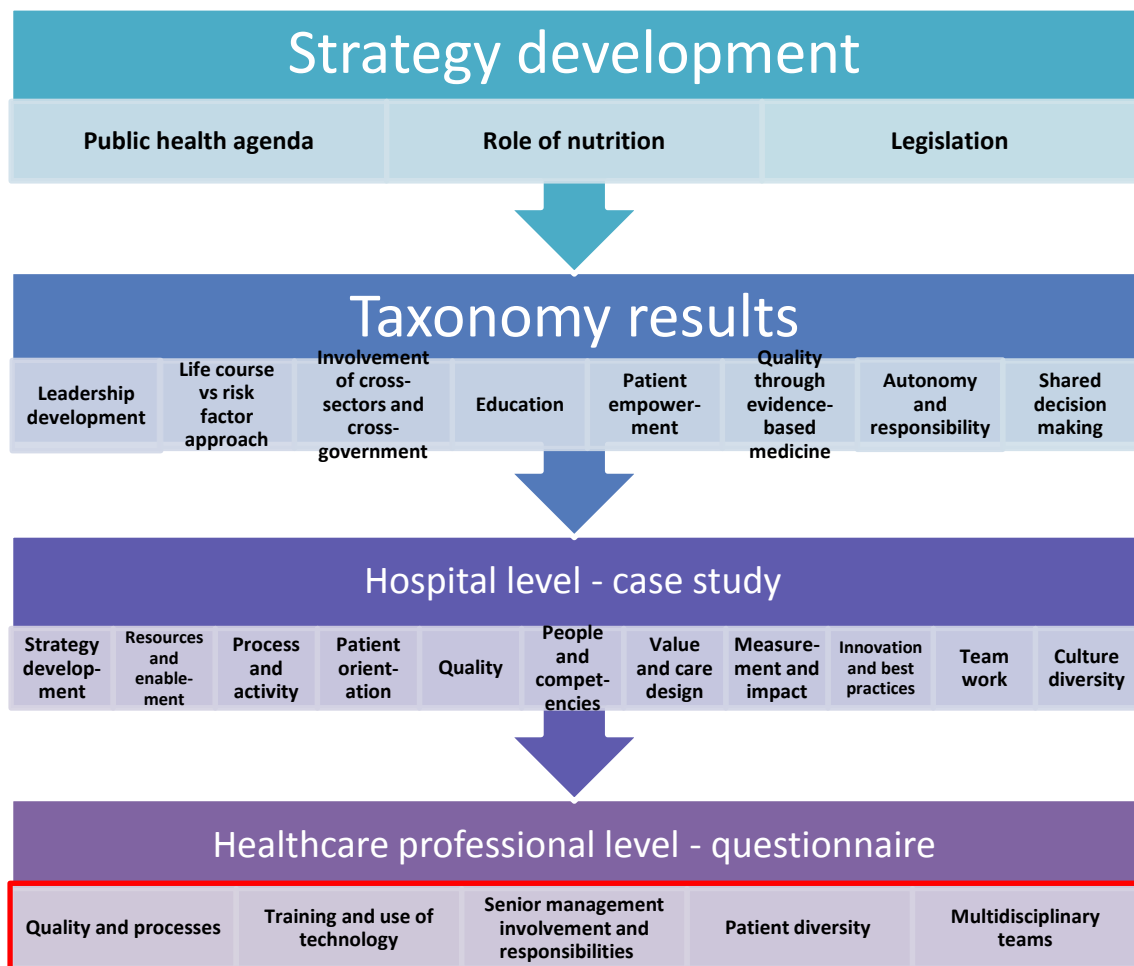 Strategy development
Public health agenda
Role of nutrition
Legislation
Taxonomy results
Leadership
development
Life course
vs risk
factor
approach
Involvement
of cross-
sectors and
cross-
government
Education
Patient
empower-
ment
Quality
through
evidence-
based
medicine
Autonomy
and
responsibility
Shared
decision
making
Hospital level - case study
Strategy
develop-
ment
Resources
and
enable-
ment
Process
and
activity
Patient
orient-
ation
Quality
People
and
compet-
encies
Value
and care
design
Measure-
ment and
impact
Innovation
and best
practices
Team
work
Culture
diversity
Healthcare professional level - questionnaire
Quality and processes
Training and use of
technology
Senior management
involvement and
responsibilities
Patient diversity
Multidisciplinary
teams